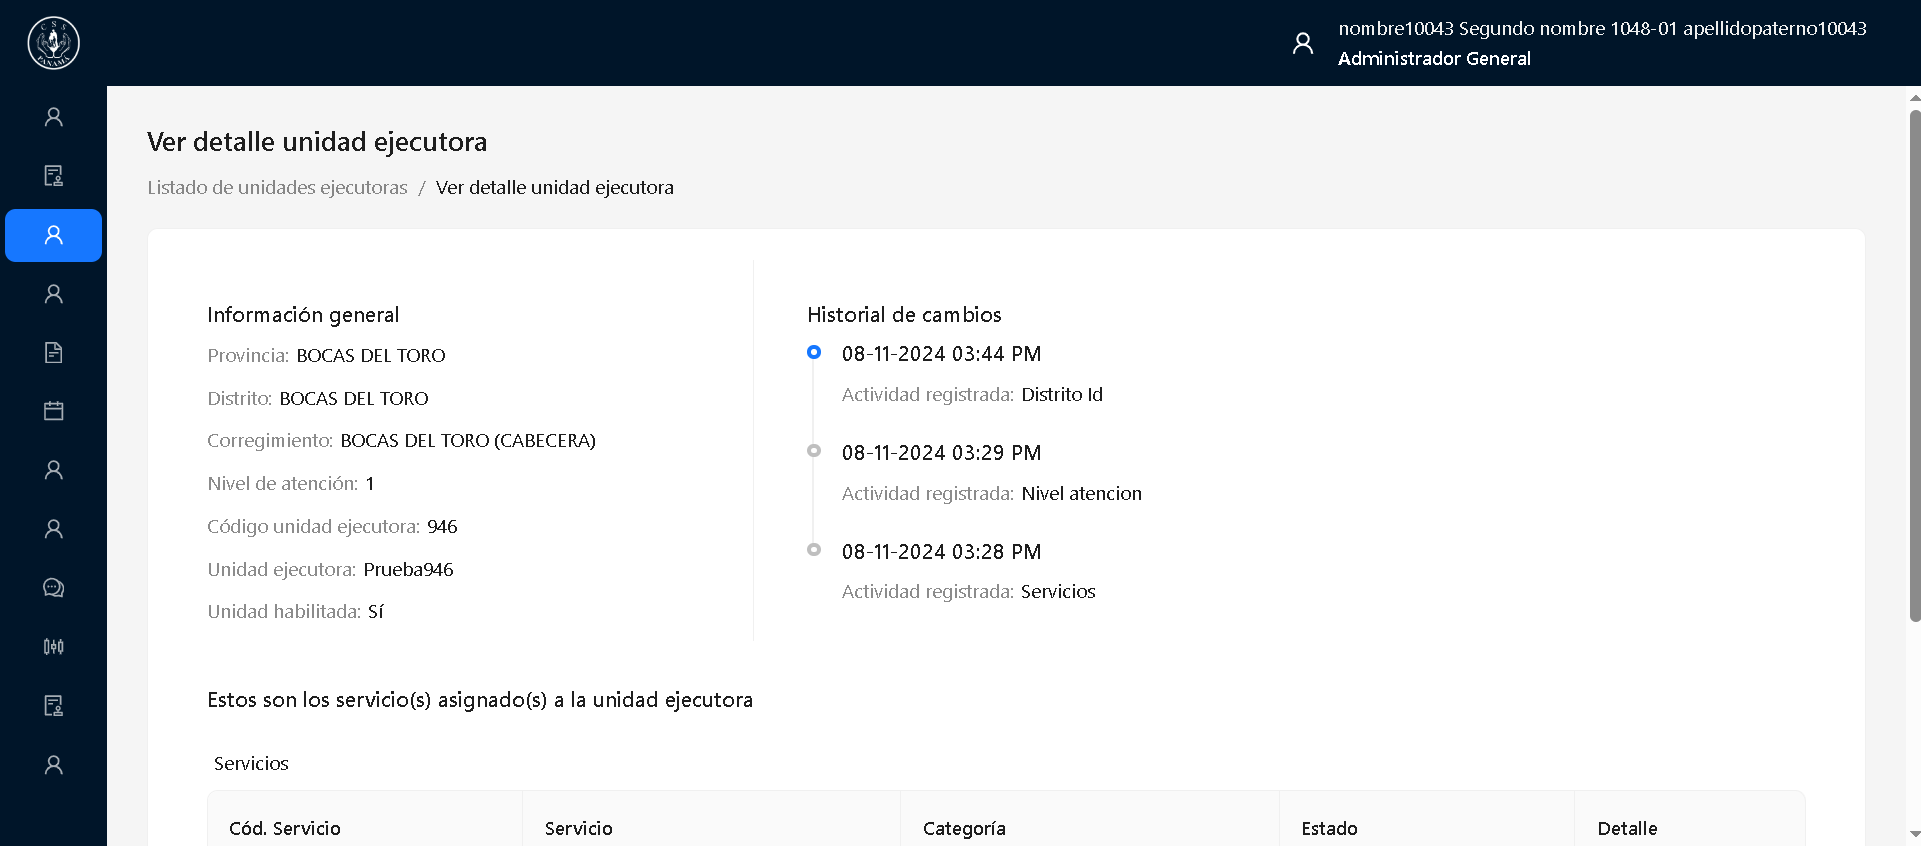 CSS
PANAMÁ
nombre10043 Segundo nombre 1048-01 apellidopaterno10043
Administrador General
Ver detalle unidad ejecutora
Listado de unidades ejecutoras / Ver detalle unidad ejecutora
Información general
Provincia: BOCAS DEL TORO
Distrito: BOCAS DEL TORO
Corregimiento: BOCAS DEL TORO (CABECERA)
Nivel de atención: 1
Código unidad ejecutora: 946
Unidad ejecutora: Prueba946
Unidad habilitada: Sí
Historial de cambios
08-11-2024 03:44 PM
Actividad registrada: Distrito Id
08-11-2024 03:29 PM
Actividad registrada: Nivel atencion
08-11-2024 03:28 PM
Actividad registrada: Servicios
Estos son los servicio(s) asignado(s) a la unidad ejecutora
Servicios
Cód. Servicio Servicio Categoría Estado Detalle